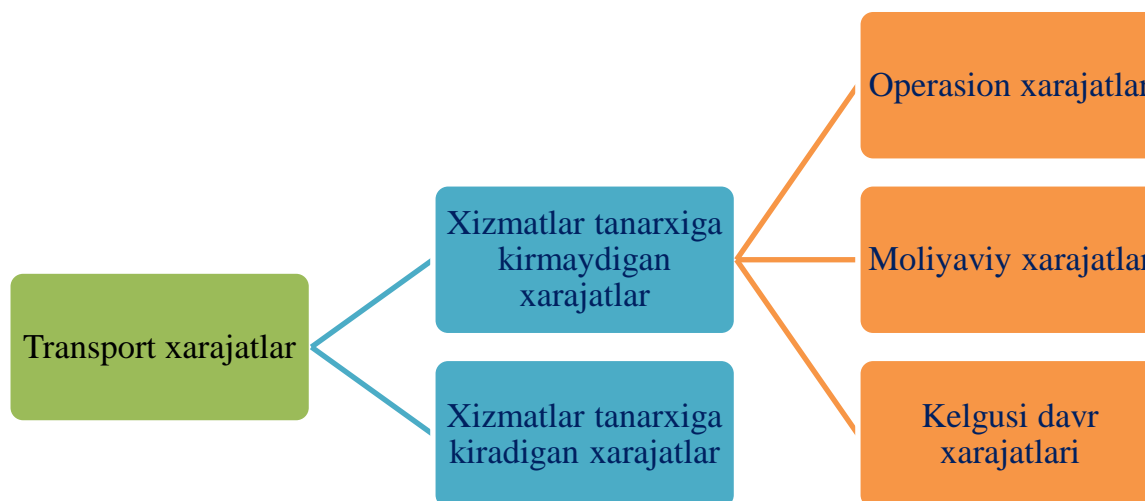 Operasion xarajatlar
Xizmatlar tanarxiga
kirmaydigan
xarajatlar
Moliyaviy xarajatlar
Transport xarajatlar
Xizmatlar tanarxiga
kiradigan xarajatlar
Kelgusi davr
xarajatlari